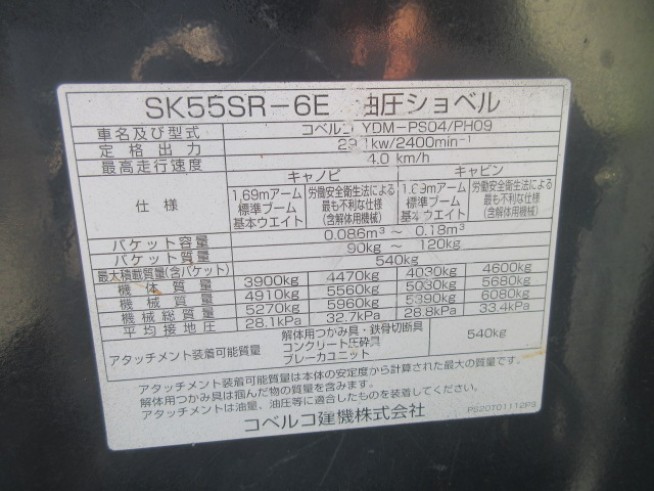 SK55SR-6E 油圧ショベル
車名及び型式 コベルコ YDM-PS04/PH09
定格出力 kw/2400min⁻¹
最高走行速度 4.0 km/h
仕様 キャノピ キャビン
1.69mアーム 労働安全衛生法による 1.69mアーム 労働安全衛生法による
標準ブーム 最も不利な仕様 標準ブーム 最も不利な仕様
基本ウエイト (含解体用機械) 基本ウエイト (含解体用機械)
バケット容量 0.086m³ ～ 0.18m³
バケット質量 90kg ～ 120kg
最大積載質量(含バケット) 540kg
機体質量 3900kg 4470kg 4030kg 4600kg
機械質量 4910kg 5560kg 5030kg 5680kg
機械総質量 5270kg 5960kg 5390kg 6080kg
平均接地圧 28.1kPa 32.7kPa 28.8kPa 33.4kPa
アタッチメント装着可能質量 解体用つかみ具・鉄骨切断具 540kg
コンクリート圧砕具
ブレーカユニット
アタッチメント装着可能質量は本体の安定度から計算された最大の質量です。
解体用つかみ具は掴んだ物の質量を含みます。
アタッチメントは油量、油圧等に適合したものを装着してください。
コベルコ建機株式会社